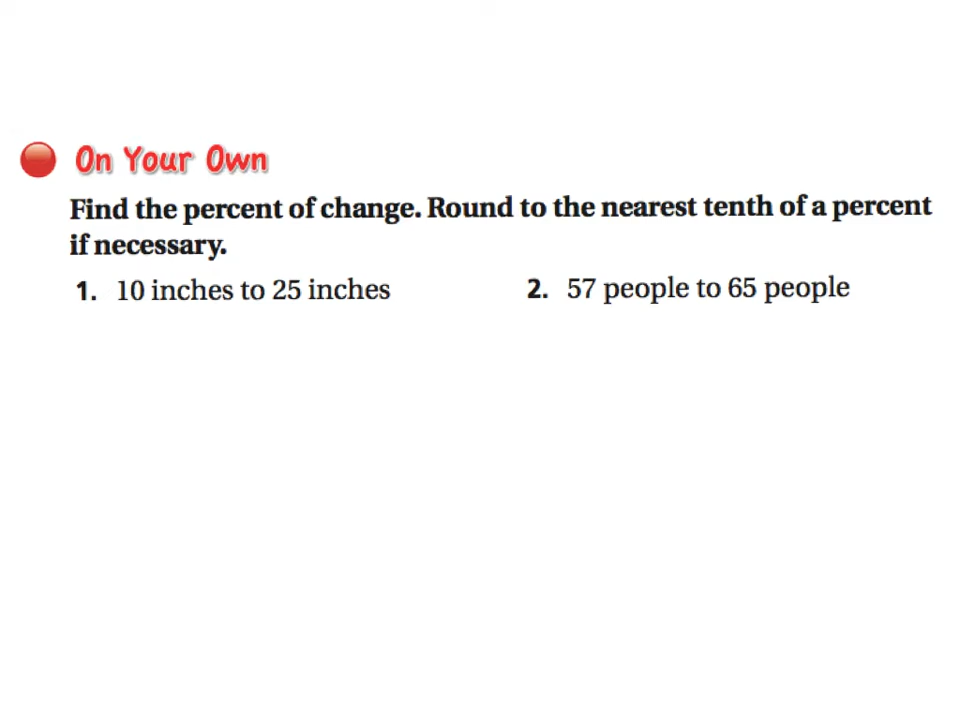 On Your Own
Find the percent of change. Round to the nearest tenth of a percent
if necessary.
1. 10 inches to 25 inches
2. 57 people to 65 people